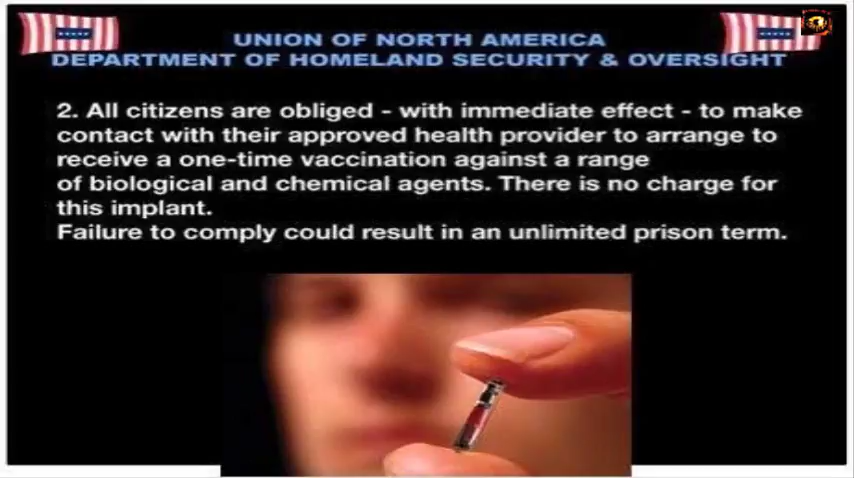 UNION OF NORTH AMERICA
DEPARTMENT OF HOMELAND SECURITY & OVERSIGHT
2. All citizens are obliged - with immediate effect - to make
contact with their approved health provider to arrange to
receive a one-time vaccination against a range
of biological and chemical agents. There is no charge for
this implant.
Failure to comply could result in an unlimited prison term.